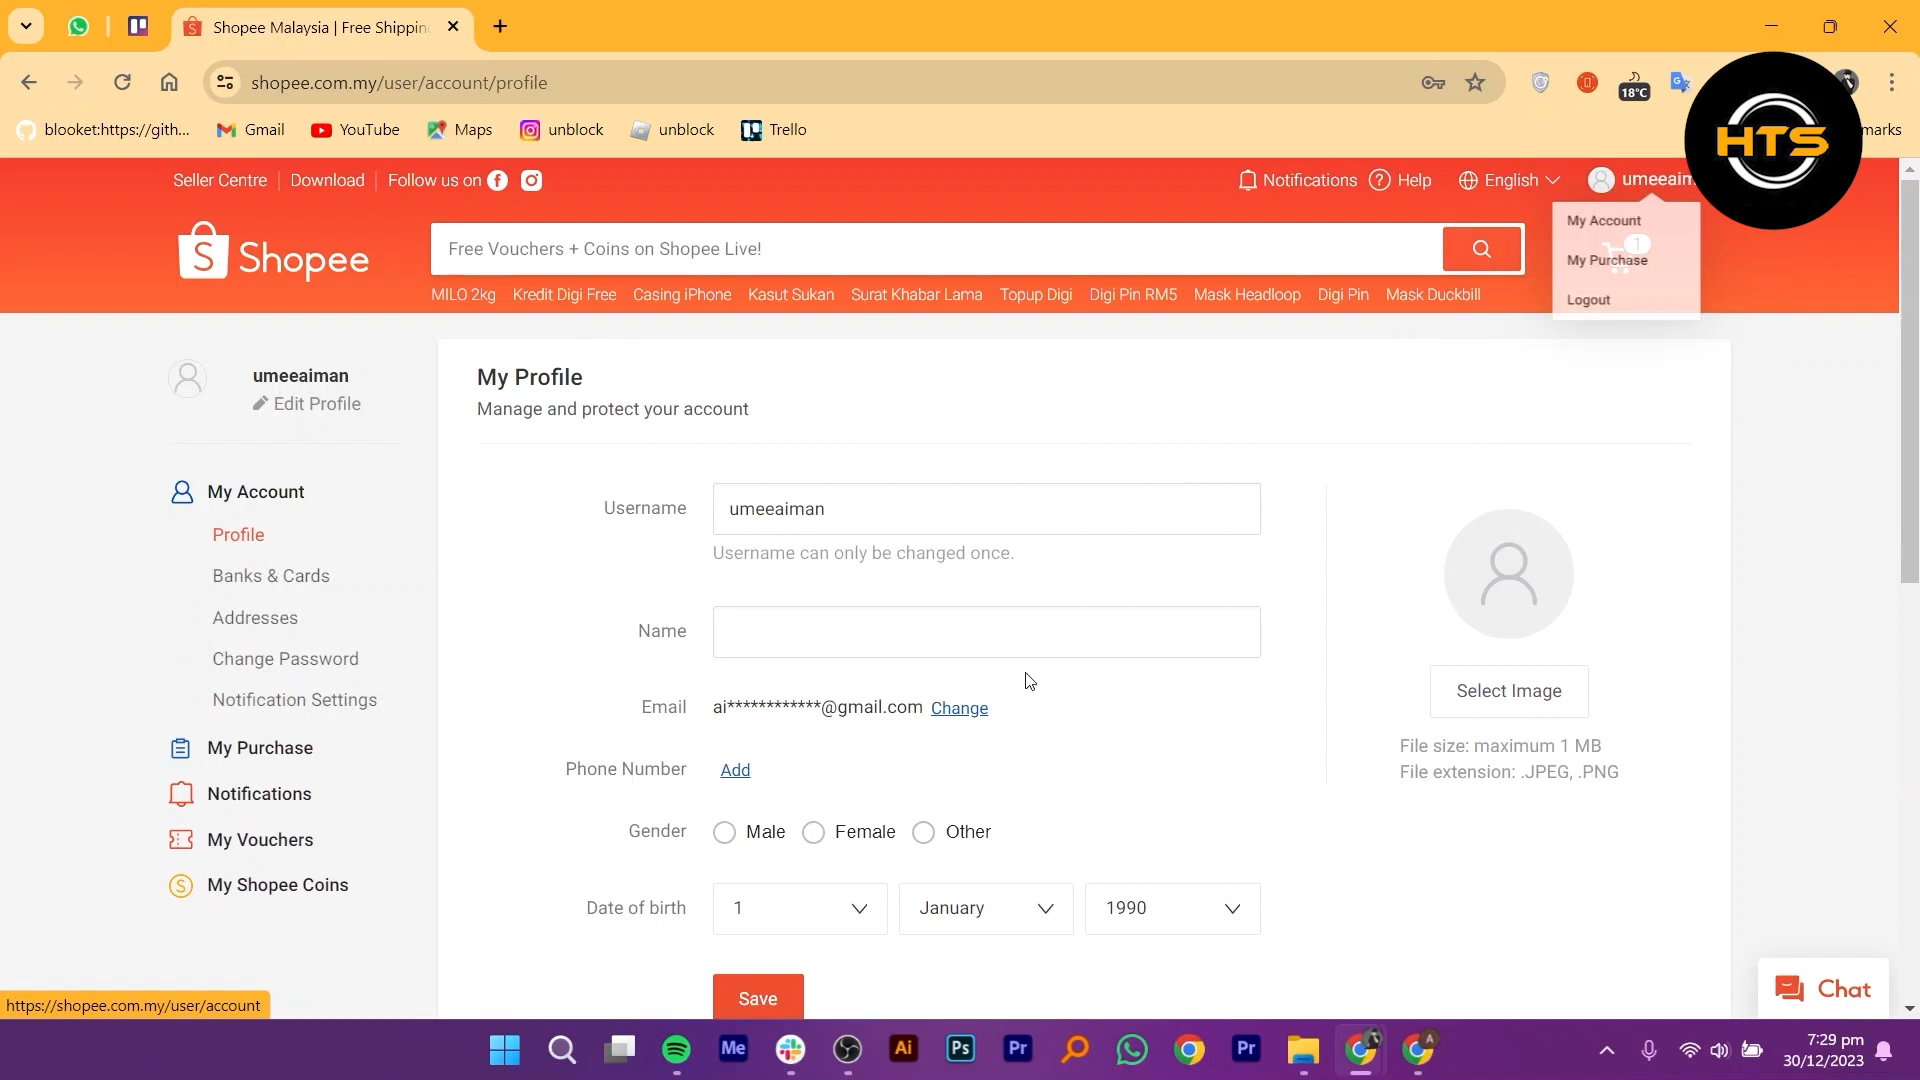 Shopee Malaysia | Free Shippin
shopee.com.my/user/account/profile
18°C
blooket:https://gith...
Gmail
YouTube
Maps
unblock
unblock
Trello
marks
HTS
Seller Centre
Download
Follow us on
Notifications
Help
English
umeeaim
Shopee
Free Vouchers + Coins on Shopee Live!
My Account
1
My Purchase
Logout
MILO 2kg
Kredit Digi Free
Casing iPhone
Kasut Sukan
Surat Khabar Lama
Topup Digi
Digi Pin RM5
Mask Headloop
Digi Pin
Mask Duckbill
umeeaiman
Edit Profile
My Account
Profile
Banks & Cards
Addresses
Change Password
Notification Settings
My Purchase
Notifications
My Vouchers
My Shopee Coins
My Profile
Manage and protect your account
Username
umeeaiman
Username can only be changed once.
Name
Email
ai************@gmail.com Change
Phone Number
Add
Gender
Male
Female
Other
Date of birth
1
January
1990
Save
Select Image
File size: maximum 1 MB
File extension: .JPEG, .PNG
Chat
https://shopee.com.my/user/account
Me
Ai
Ps
Pr
Pr
A
7:29 pm
30/12/2023